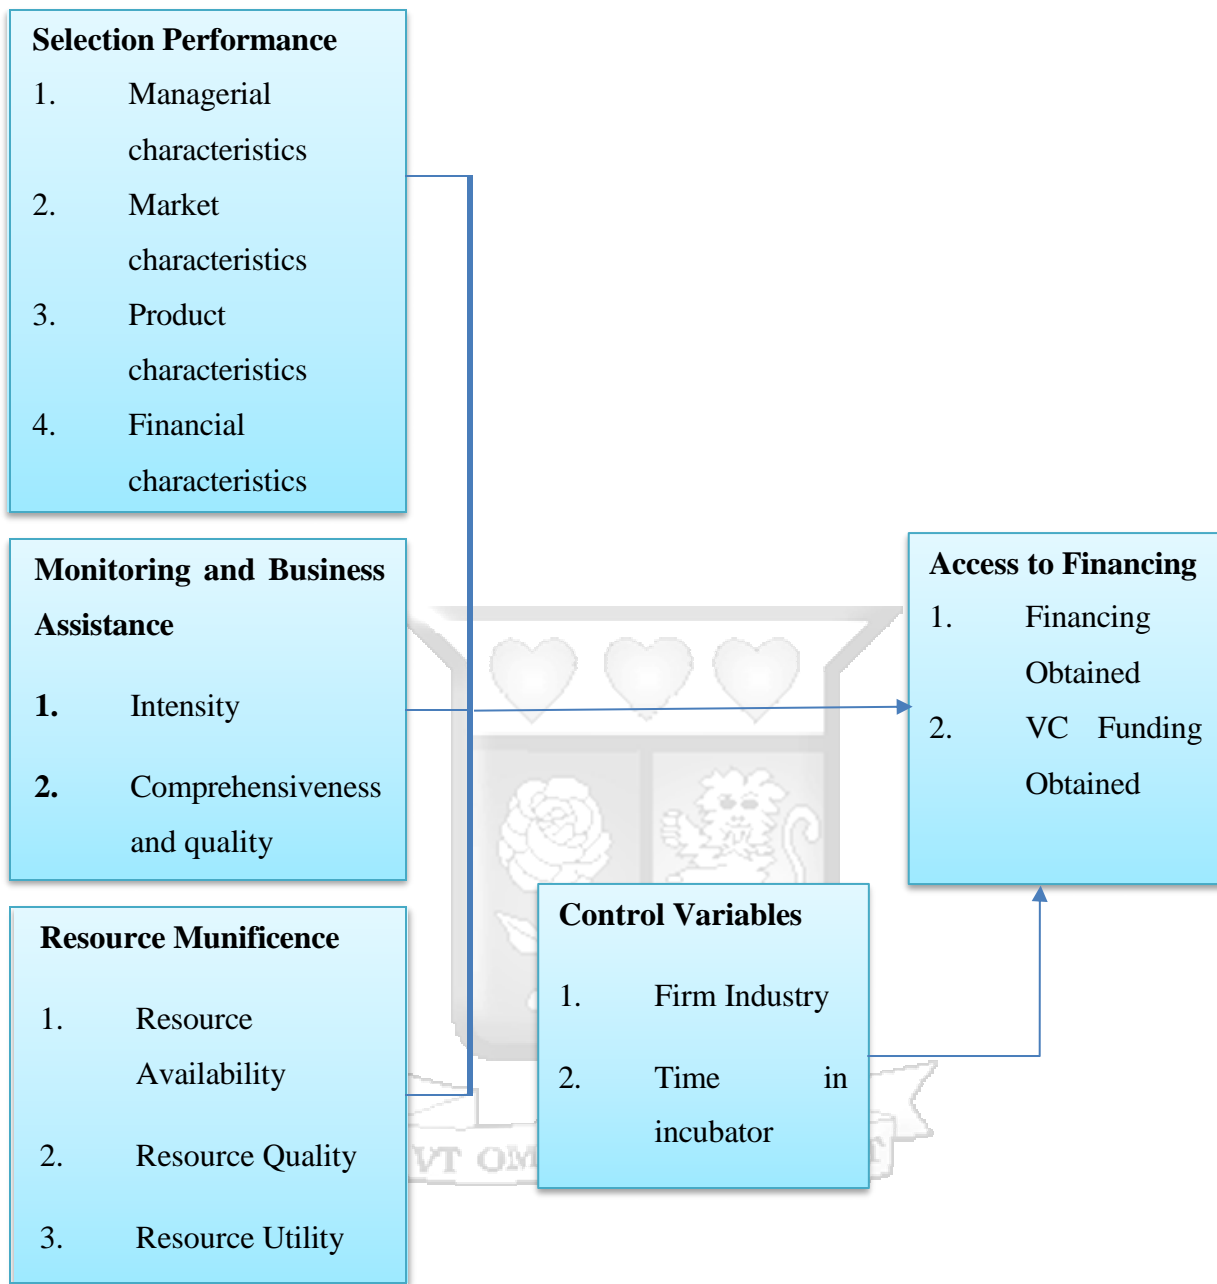 Selection Performance
1. Managerial
characteristics
2. Market
characteristics
3. Product
characteristics
4. Financial
characteristics
Monitoring and Business
Assistance
1. Intensity
2. Comprehensiveness
and quality
Resource Munificence
1. Resource
Availability
2. Resource Quality
3. Resource Utility
Control Variables
1. Firm Industry
2. Time in
incubator
Access to Financing
1. Financing
Obtained
2. VC Funding
Obtained
VT OM